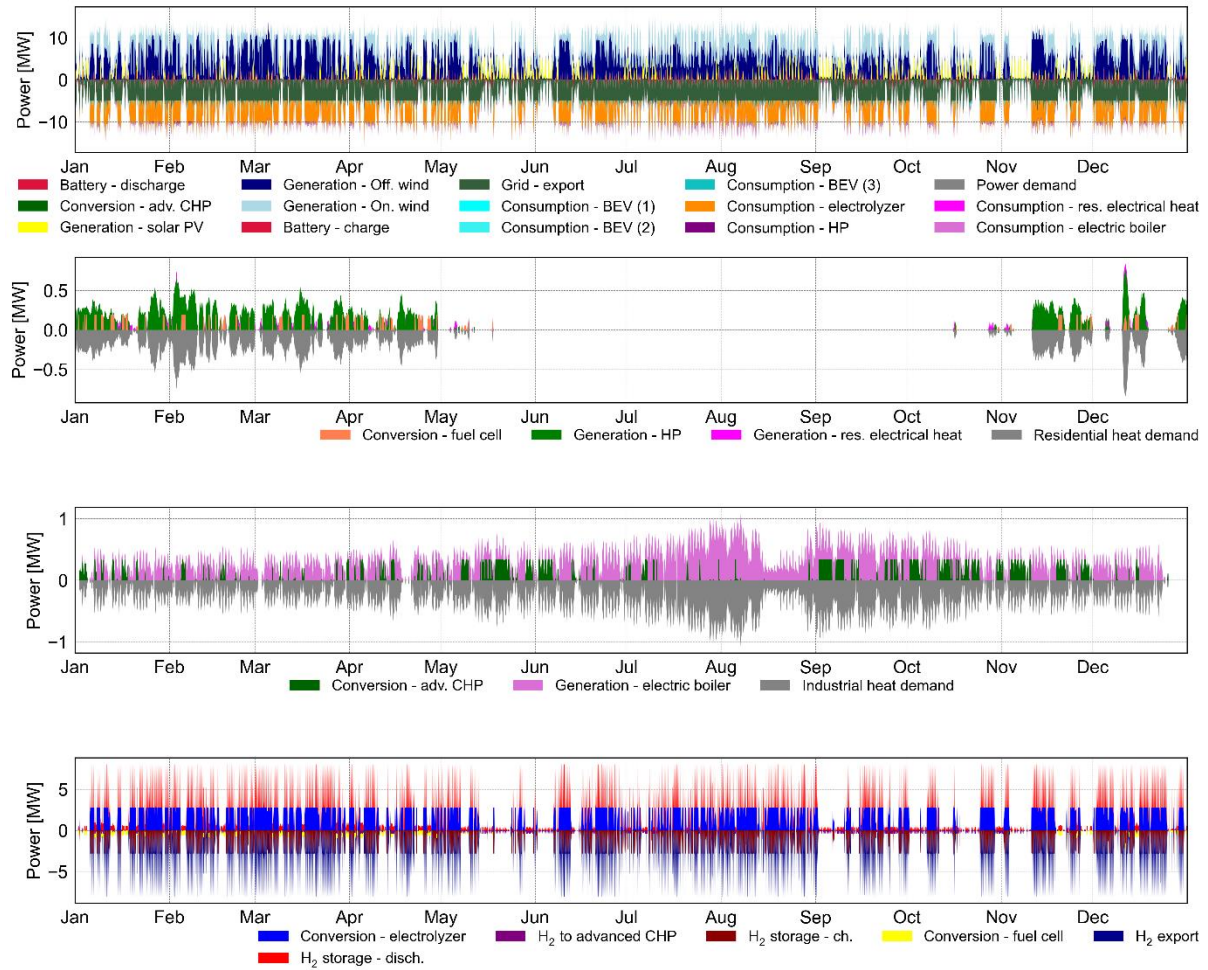 Power [MW]
10
0
−10
Jan Feb Mar Apr May Jun Jul Aug Sep Oct Nov Dec
Battery - discharge Generation - Off. wind Grid - export Consumption - BEV (3) Power demand
Conversion - adv. CHP Generation - On. wind Consumption - BEV (1) Consumption - electrolyzer Consumption - res. electrical heat
Generation - solar PV Battery - charge Consumption - BEV (2) Consumption - HP Consumption - electric boiler
Power [MW]
0.5
0.0
−0.5
Jan Feb Mar Apr May Jun Jul Aug Sep Oct Nov Dec
Conversion - fuel cell Generation - HP Generation - res. electrical heat Residential heat demand
Power [MW]
1
0
−1
Jan Feb Mar Apr May Jun Jul Aug Sep Oct Nov Dec
Conversion - adv. CHP Generation - electric boiler Industrial heat demand
Power [MW]
5
0
−5
Jan Feb Mar Apr May Jun Jul Aug Sep Oct Nov Dec
Conversion - electrolyzer H₂ to advanced CHP H₂ storage - ch. Conversion - fuel cell H₂ export
H₂ storage - disch.